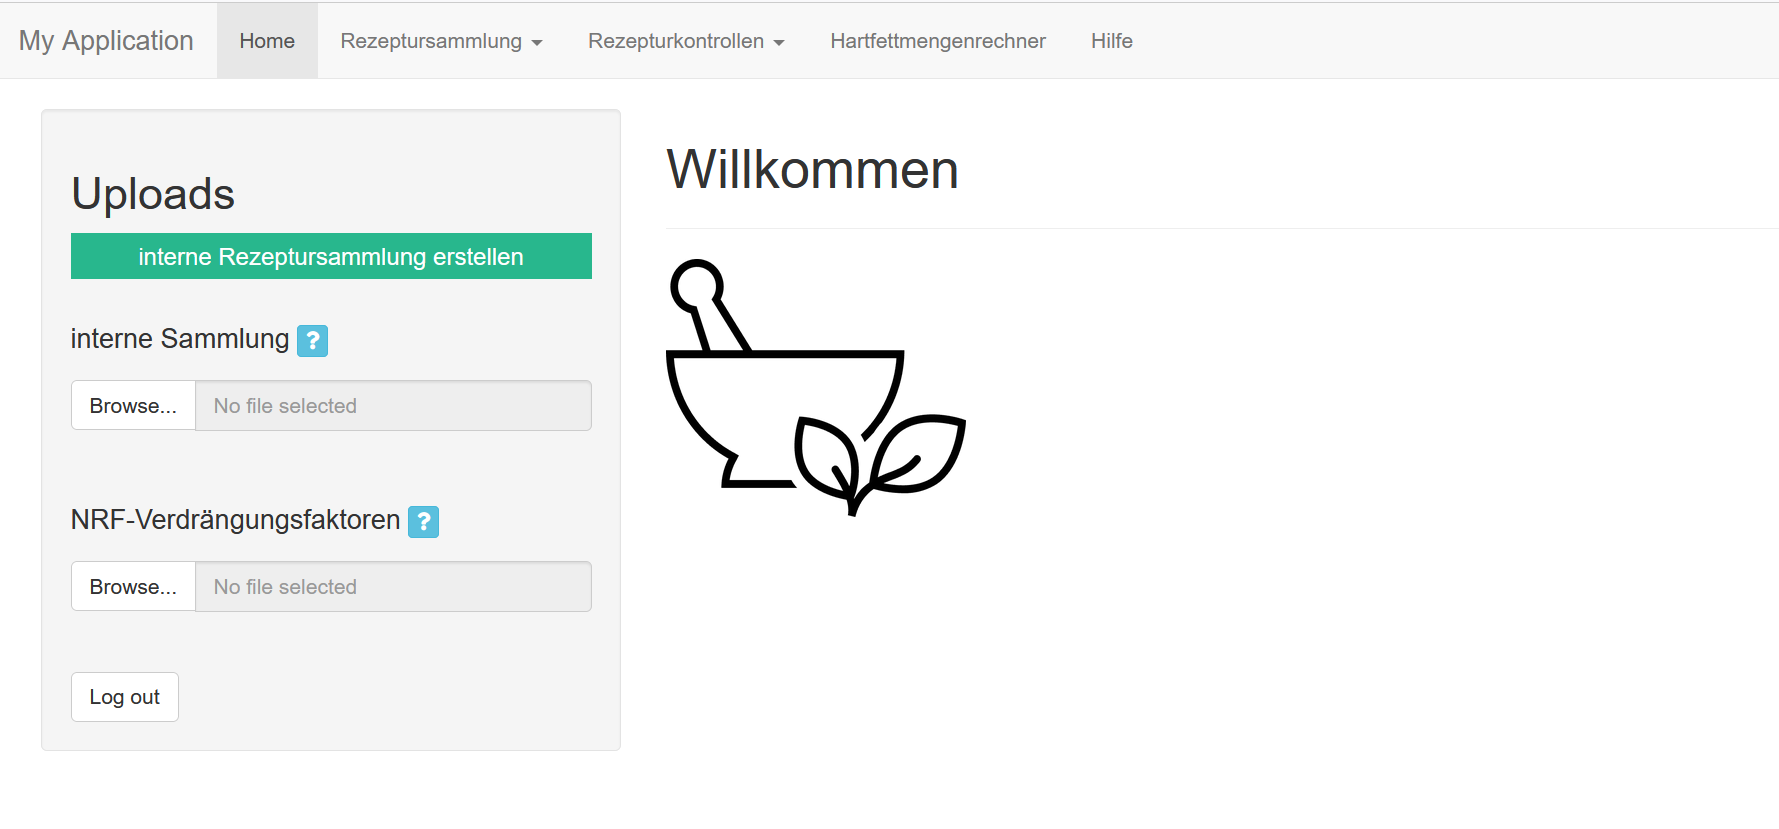 My Application Home Rezeptursammlung Rezepturkontrollen Hartfettmengenrechner Hilfe
Uploads
interne Rezeptursammlung erstellen
interne Sammlung ?
Browse... No file selected
NRF-Verdrängungsfaktoren ?
Browse... No file selected
Log out
Willkommen